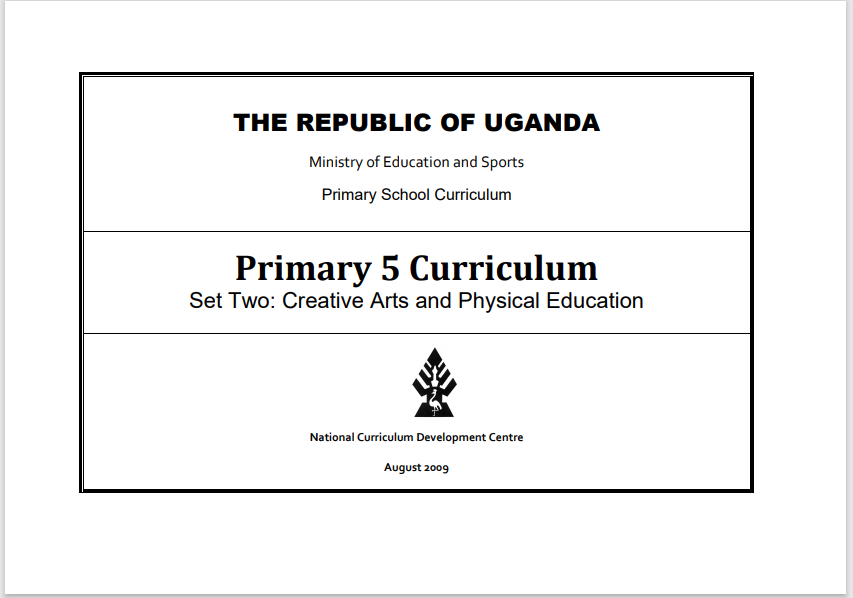 THE REPUBLIC OF UGANDA
Ministry of Education and Sports
Primary School Curriculum
Primary 5 Curriculum
Set Two: Creative Arts and Physical Education
National Curriculum Development Centre
August 2009